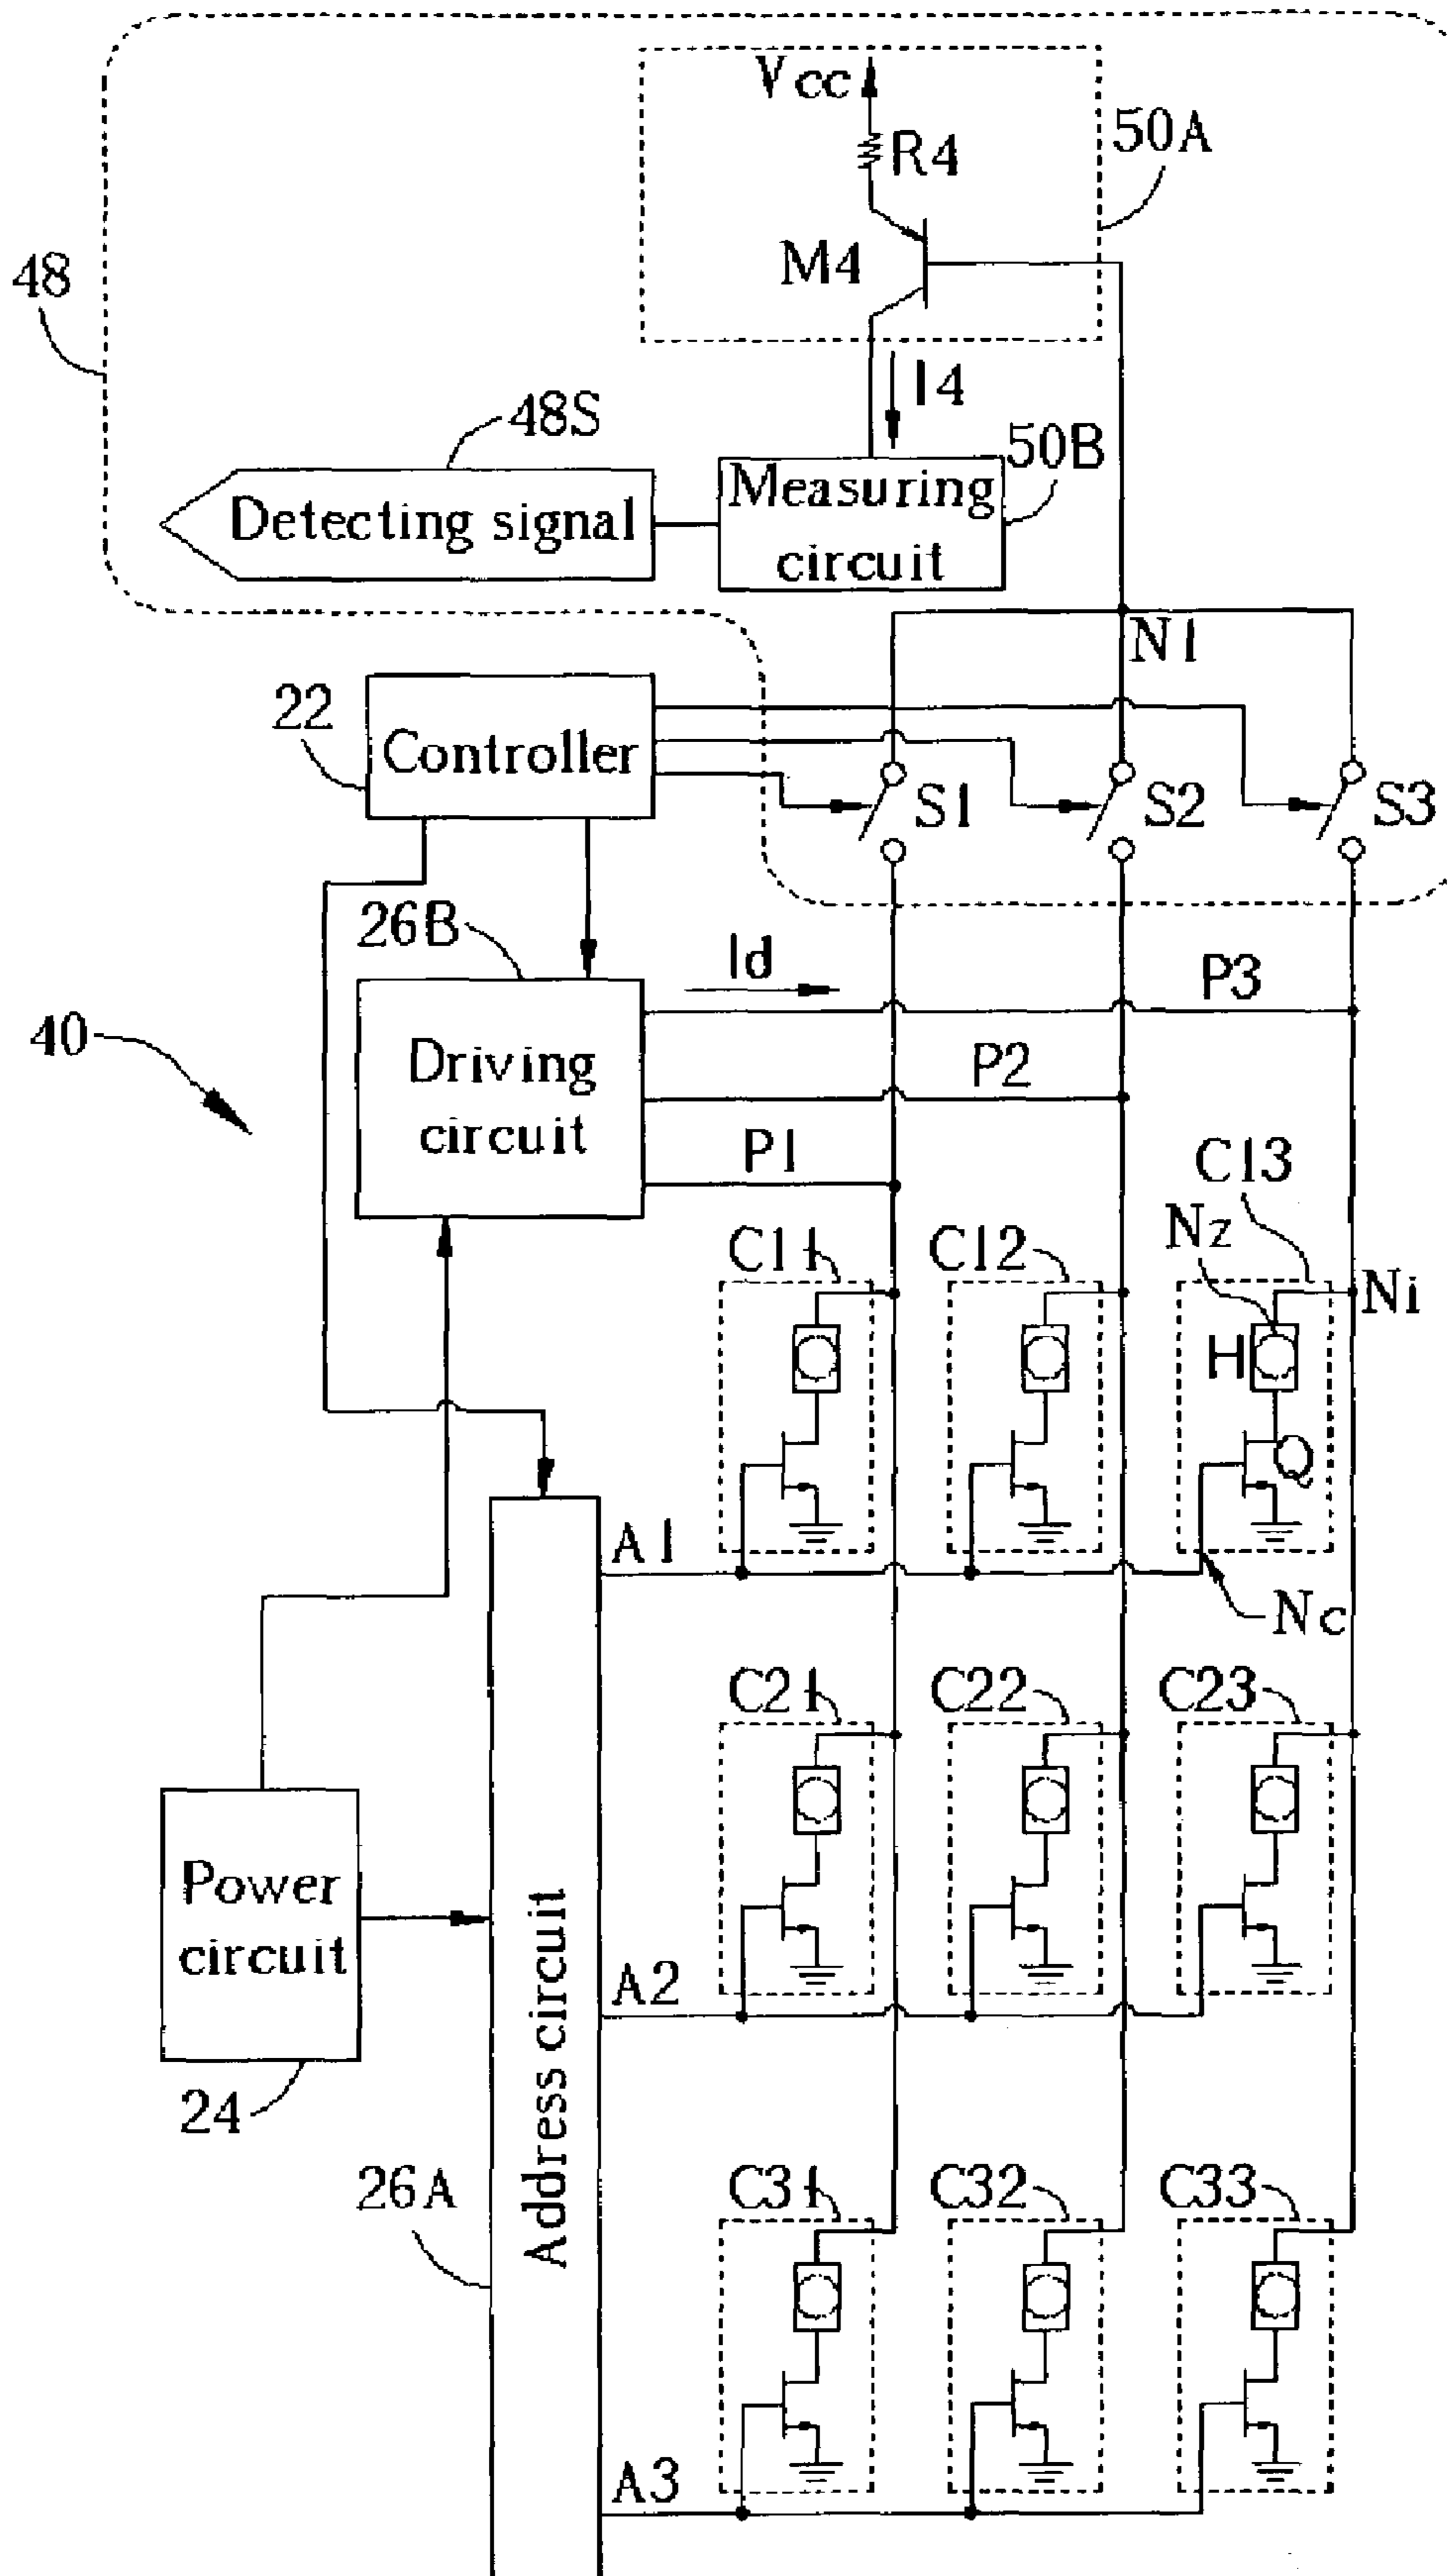 Vcc
R4
50A
M4
48
I4
48S
50B
Detecting signal
Measuring
circuit
N1
22
Controller
S1
S2
S3
26B
Id
P3
40
Driving
circuit
P2
P1
C13
Nz
C11
C12
Ni
H
Q
A1
Nc
C21
C22
C23
Power
circuit
Address circuit
A2
24
26A
C31
C32
C33
A3